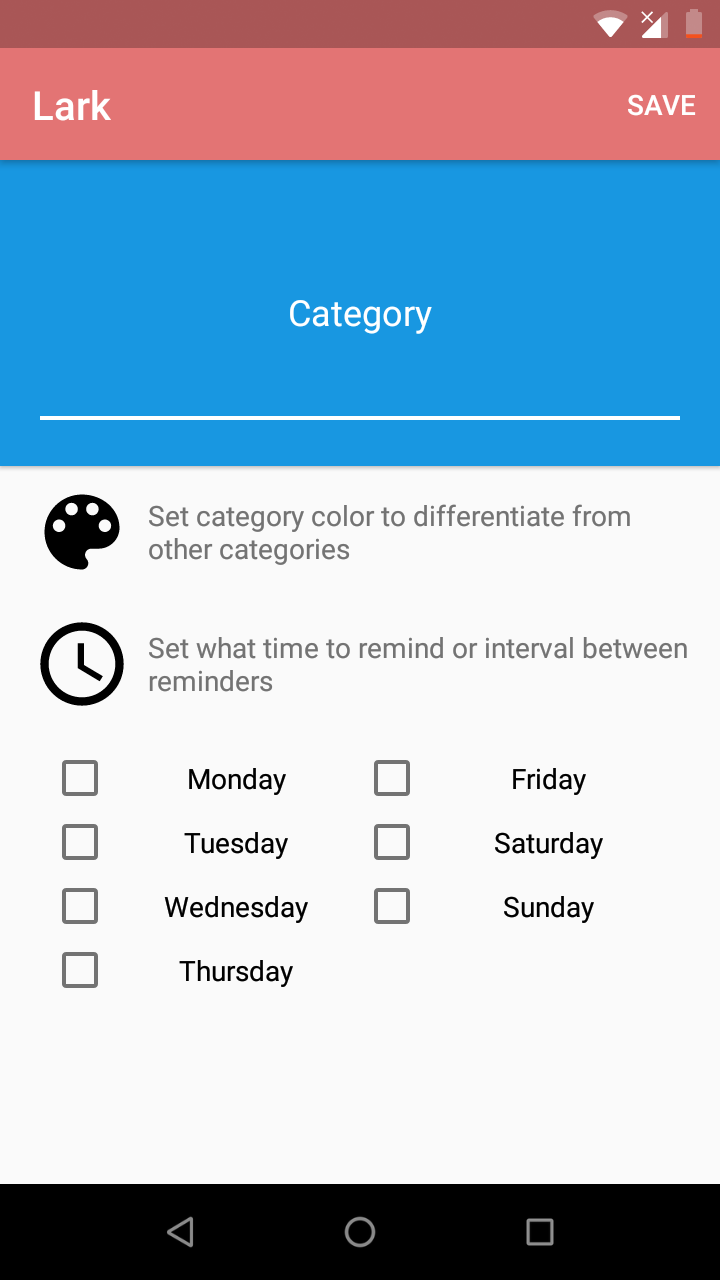 Lark
SAVE
Category
Set category color to differentiate from
other categories
Set what time to remind or interval between
reminders
Monday
Friday
Tuesday
Saturday
Wednesday
Sunday
Thursday